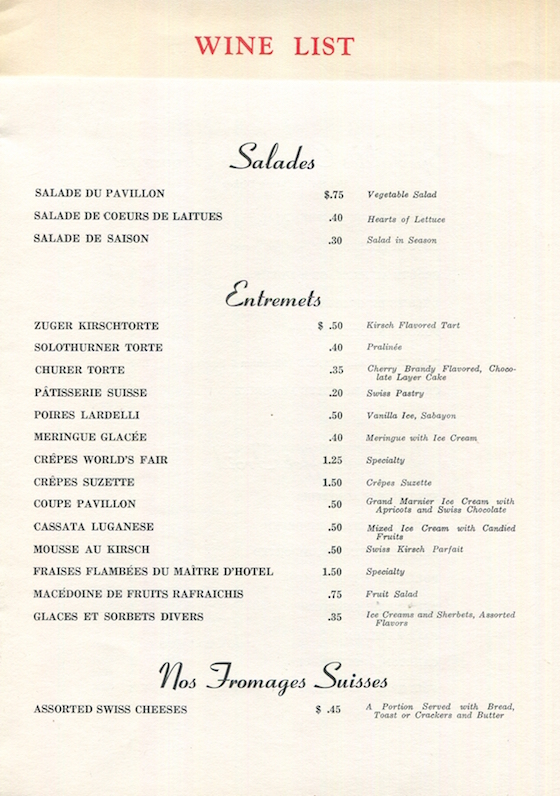 WINE LIST
Salades
SALADE DU PAVILLON $.75 Vegetable Salad
SALADE DE COEURS DE LAITUES .40 Hearts of Lettuce
SALADE DE SAISON .30 Salad in Season
Entremets
ZUGER KIRSCHTORTE $ .50 Kirsch Flavored Tart
SOLOTHURNER TORTE .40 Pralinée
CHURER TORTE .35 Cherry Brandy Flavored, Choco-
late Layer Cake
PÂTISSERIE SUISSE .20 Swiss Pastry
POIRES LARDELLI .50 Vanilla Ice, Sabayon
MERINGUE GLACÉE .40 Meringue with Ice Cream
CRÊPES WORLD'S FAIR 1.25 Specialty
CRÊPES SUZETTE 1.50 Crêpes Suzette
COUPE PAVILLON .50 Grand Marnier Ice Cream with
Apricots and Swiss Chocolate
CASSATA LUGANESE .50 Mixed Ice Cream with Candied
Fruits
MOUSSE AU KIRSCH .50 Swiss Kirsch Parfait
FRAISES FLAMBÉES DU MAÎTRE D'HOTEL 1.50 Specialty
MACÉDOINE DE FRUITS RAFRAICHIS .75 Fruit Salad
GLACES ET SORBETS DIVERS .35 Ice Creams and Sherbets, Assorted
Flavors
Nos Fromages Suisses
ASSORTED SWISS CHEESES $ .45 A Portion Served with Bread,
Toast or Crackers and Butter